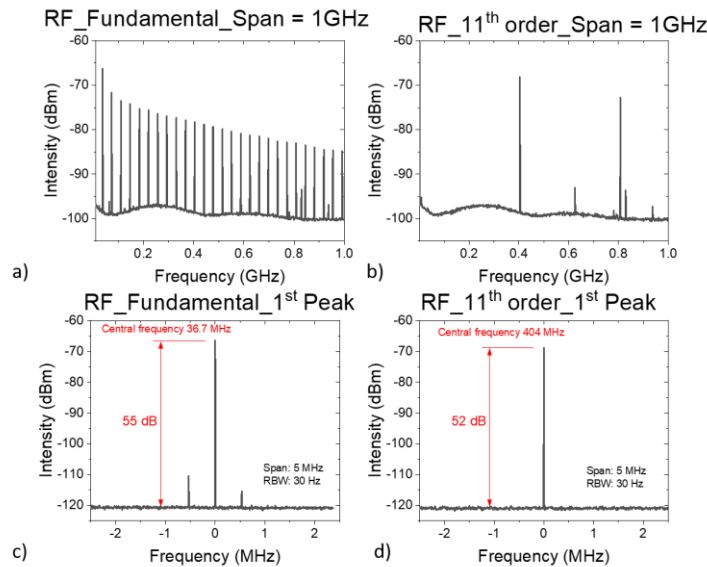 RF_Fundamental_Span = 1GHz
-60
-70
-80
-90
-100
Intensity (dBm)
0.2 0.4 0.6 0.8 1.0
Frequency (GHz)
a)
RF_11th order_Span = 1GHz
-60
-70
-80
-90
-100
Intensity (dBm)
0.2 0.4 0.6 0.8 1.0
Frequency (GHz)
b)
RF_Fundamental_1st Peak
-60
-70
-80
-90
-100
-110
-120
Intensity (dBm)
Central frequency 36.7 MHz
55 dB
Span: 5 MHz
RBW: 30 Hz
-2 -1 0 1 2
Frequency (MHz)
c)
RF_11th order_1st Peak
-60
-70
-80
-90
-100
-110
-120
Intensity (dBm)
Central frequency 404 MHz
52 dB
Span: 5 MHz
RBW: 30 Hz
-2 -1 0 1 2
Frequency (MHz)
d)